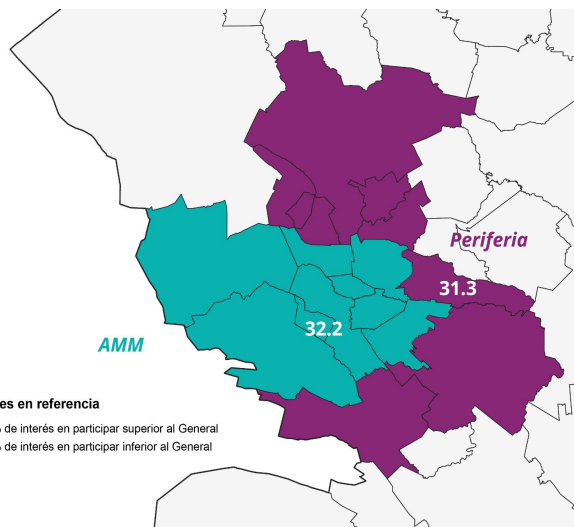 Periferia
31.3
32.2
AMM
es en referencia
de interés en participar superior al General
de interés en participar inferior al General